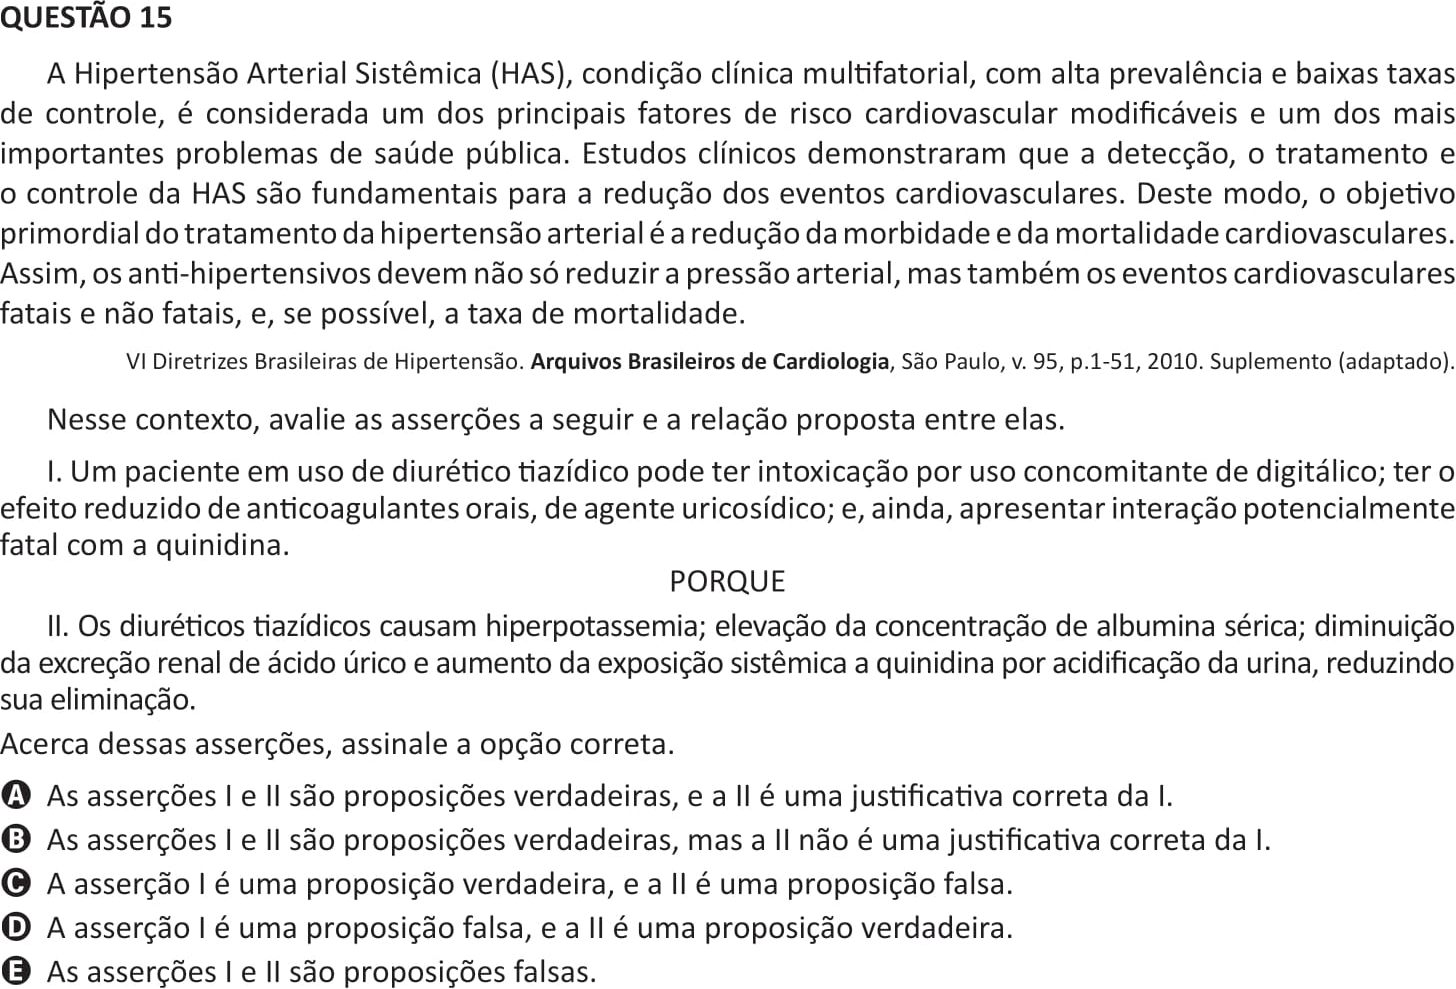 QUESTÃO 15
A Hipertensão Arterial Sistêmica (HAS), condição clínica multifatorial, com alta prevalência e baixas taxas
de controle, é considerada um dos principais fatores de risco cardiovascular modificáveis e um dos mais
importantes problemas de saúde pública. Estudos clínicos demonstraram que a detecção, o tratamento e
o controle da HAS são fundamentais para a redução dos eventos cardiovasculares. Deste modo, o objetivo
primordial do tratamento da hipertensão arterial é a redução da morbidade e da mortalidade cardiovasculares.
Assim, os anti-hipertensivos devem não só reduzir a pressão arterial, mas também os eventos cardiovasculares
fatais e não fatais, e, se possível, a taxa de mortalidade.
VI Diretrizes Brasileiras de Hipertensão. Arquivos Brasileiros de Cardiologia, São Paulo, v. 95, p.1-51, 2010. Suplemento (adaptado).
Nesse contexto, avalie as asserções a seguir e a relação proposta entre elas.
I. Um paciente em uso de diurético tiazídico pode ter intoxicação por uso concomitante de digitálico; ter o
efeito reduzido de anticoagulantes orais, de agente uricosídico; e, ainda, apresentar interação potencialmente
fatal com a quinidina.
PORQUE
II. Os diuréticos tiazídicos causam hiperpotassemia; elevação da concentração de albumina sérica; diminuição
da excreção renal de ácido úrico e aumento da exposição sistêmica a quinidina por acidificação da urina, reduzindo
sua eliminação.
Acerca dessas asserções, assinale a opção correta.
A As asserções I e II são proposições verdadeiras, e a II é uma justificativa correta da I.
B As asserções I e II são proposições verdadeiras, mas a II não é uma justificativa correta da I.
C A asserção I é uma proposição verdadeira, e a II é uma proposição falsa.
D A asserção I é uma proposição falsa, e a II é uma proposição verdadeira.
E As asserções I e II são proposições falsas.